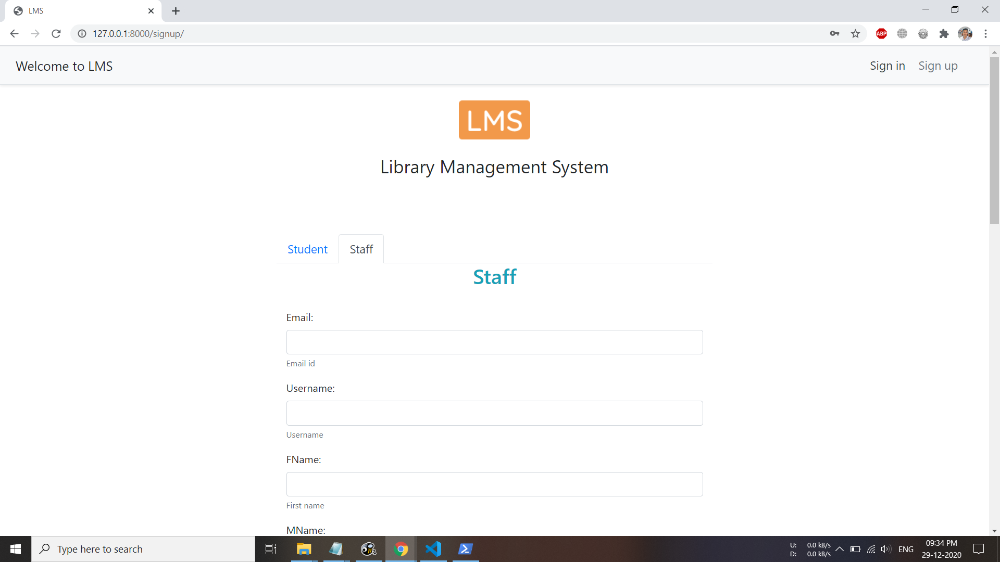 LMS
127.0.0.1:8000/signup/
ABP
Welcome to LMS
Sign in
Sign up
LMS
Library Management System
Student
Staff
Staff
Email:
Email id
Username:
Username
FName:
First name
MName:
Type here to search
U: 0.0 kB/s
D: 0.0 kB/s
ENG
09:34 PM
29-12-2020